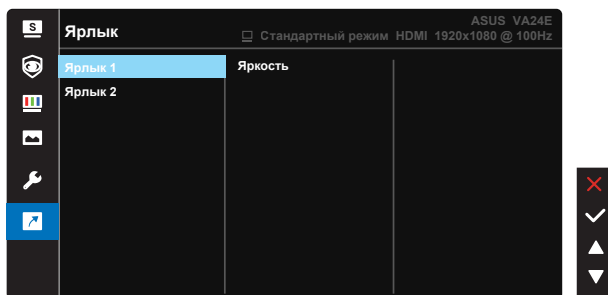 S
Ярлык
ASUS VA24E
Стандартный режим HDMI 1920x1080 @ 100Hz
Ярлык 1
Яркость
Ярлык 2